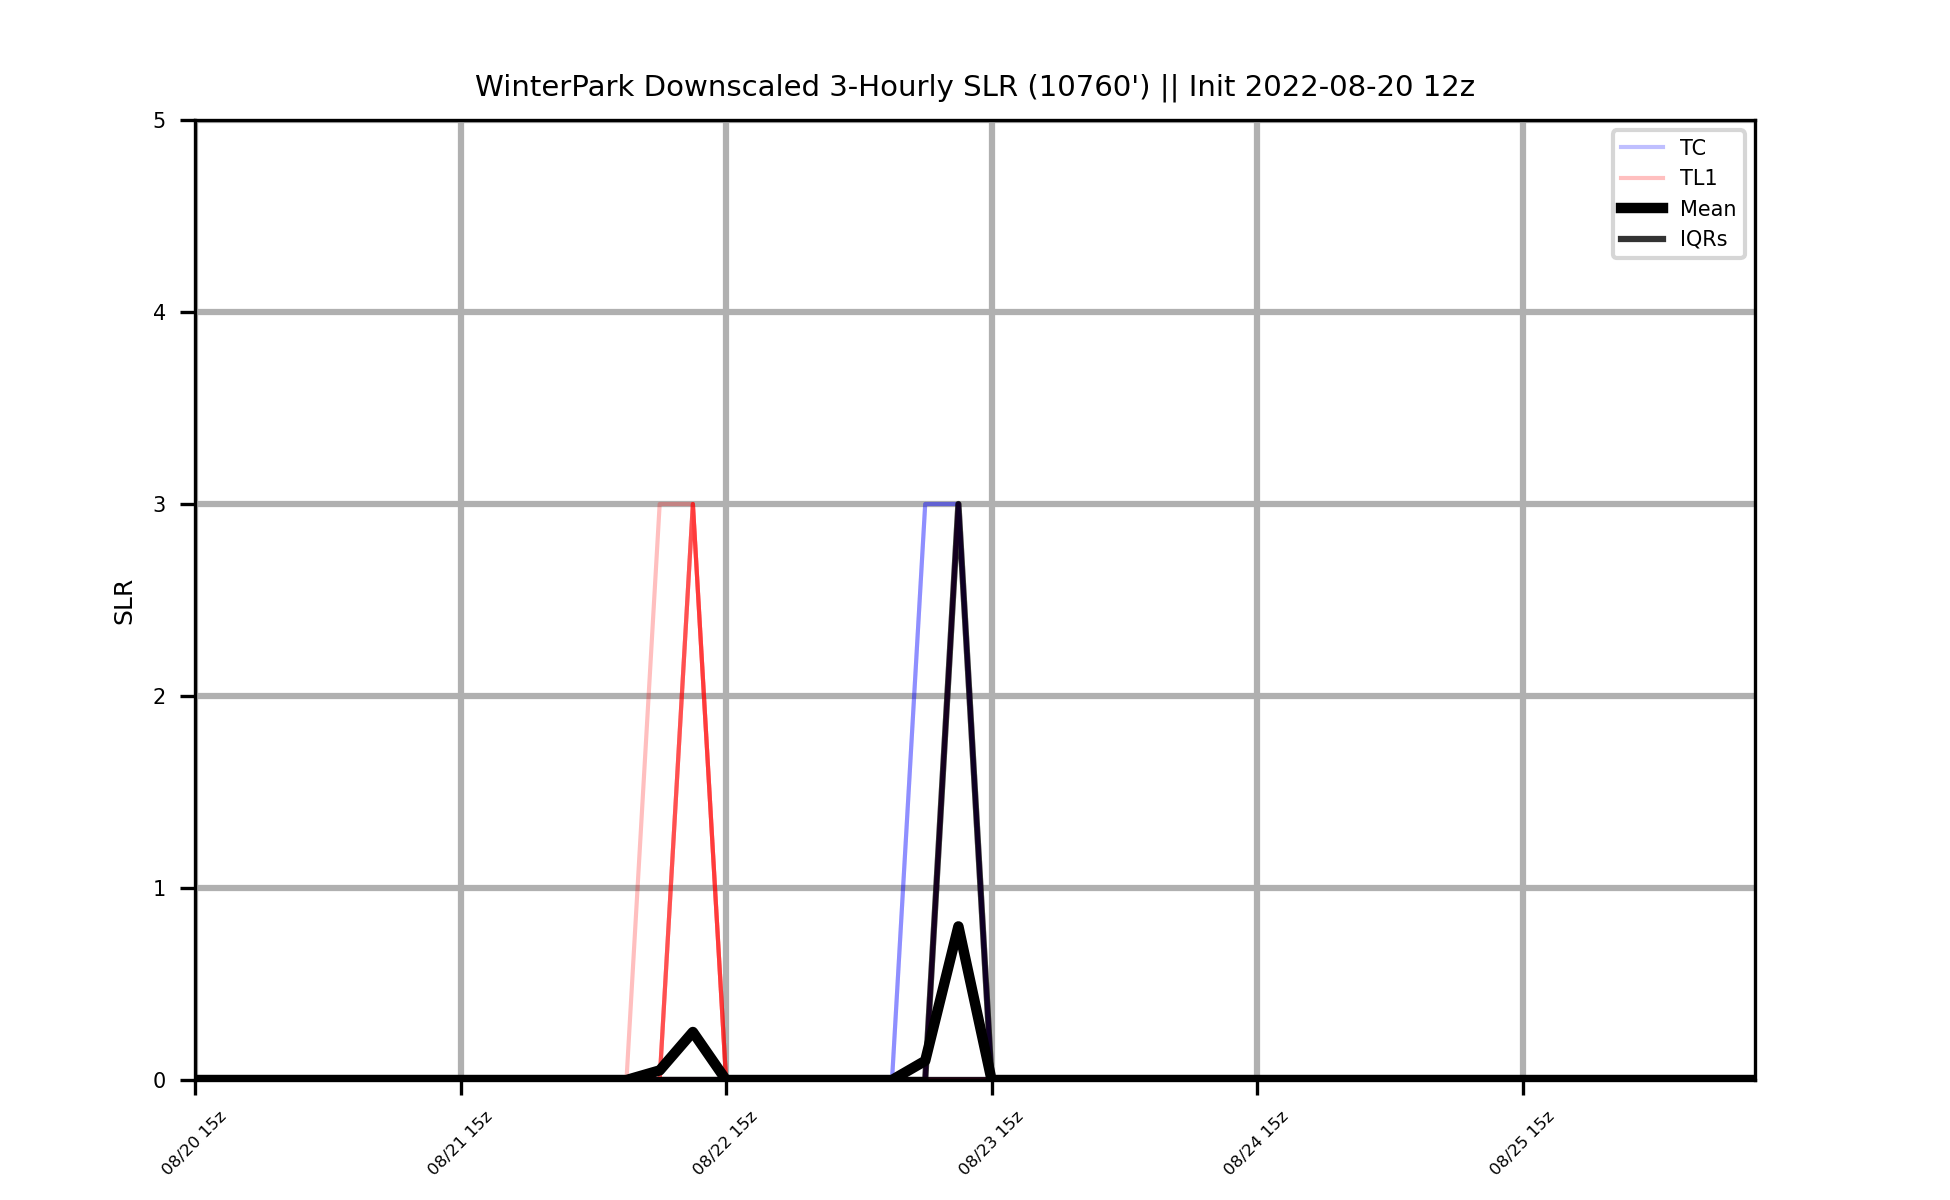 WinterPark Downscaled 3-Hourly SLR (10760') || Init 2022-08-20 12z
5
4
3
2
1
0
SLR
TC
TL1
Mean
IQRs
08/20 15z
08/21 15z
08/22 15z
08/23 15z
08/24 15z
08/25 15z